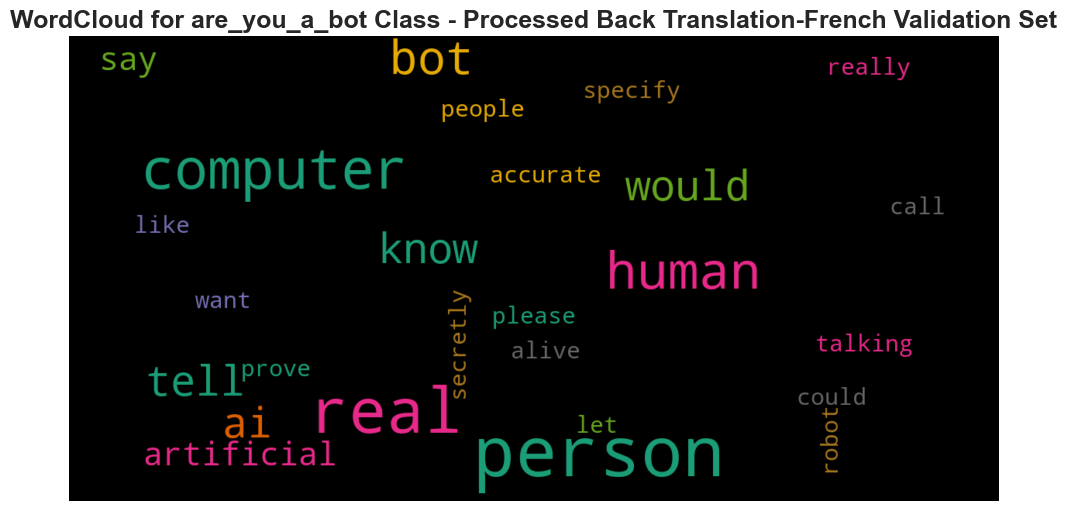 WordCloud for are_you_a_bot Class - Processed Back Translation-French Validation Set
say
bot
really
people
specify
computer
accurate
would
like
call
know
human
want
secretly
please
alive
talking
tell
prove
ai
real
could
let
robot
artificial
person